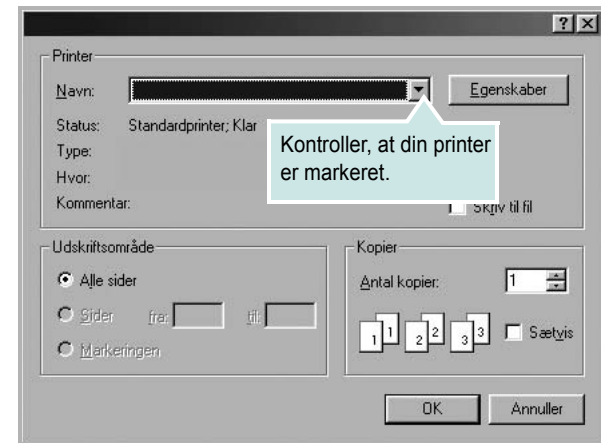 Printer
Navn:
Egenskaber
Status: Standardprinter; Klar
Type:
Hvor:
Kommentar:
Skriv til fil
Kontroller, at din printer
er markeret.
Udskriftsområde
Alle sider
Sider fra: til:
Markeringen
Kopier
Antal kopier: 1
1 1 2 2 3 3
Sætvis
OK Annuller